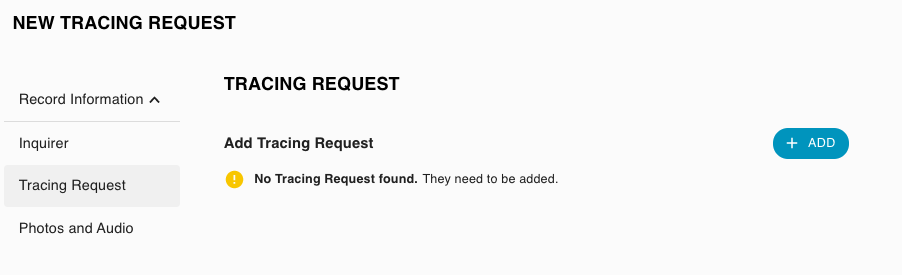 NEW TRACING REQUEST
Record Information
Inquirer
Tracing Request
Photos and Audio
TRACING REQUEST
Add Tracing Request
+ ADD
No Tracing Request found. They need to be added.